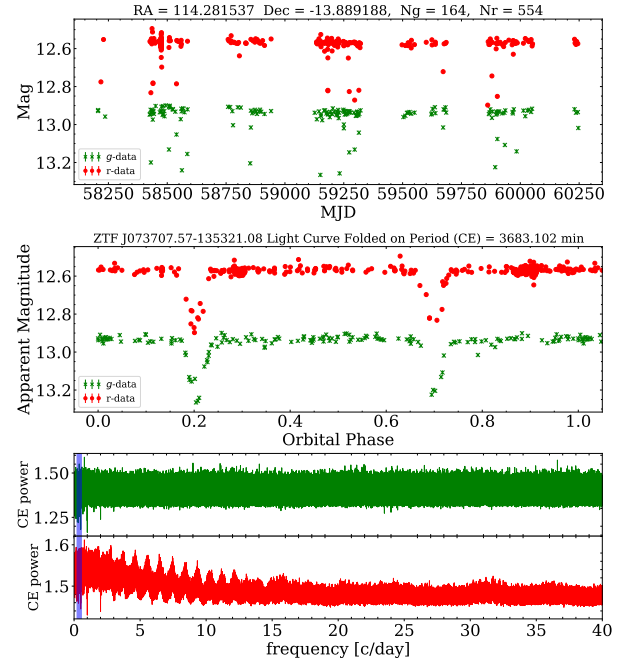 RA = 114.281537 Dec = -13.889188, Ng = 164, Nr = 554
12.6
12.8
13.0
13.2
Mag
g-data
r-data
58250 58500 58750 59000 59250 59500 59750 60000 60250
MJD
ZTF J073707.57-135321.08 Light Curve Folded on Period (CE) = 3683.102 min
12.6
12.8
13.0
13.2
Apparent Magnitude
g-data
r-data
0.0 0.2 0.4 0.6 0.8 1.0
Orbital Phase
1.50
1.25
CE power
1.6
1.5
CE power
0 5 10 15 20 25 30 35 40
frequency [c/day]